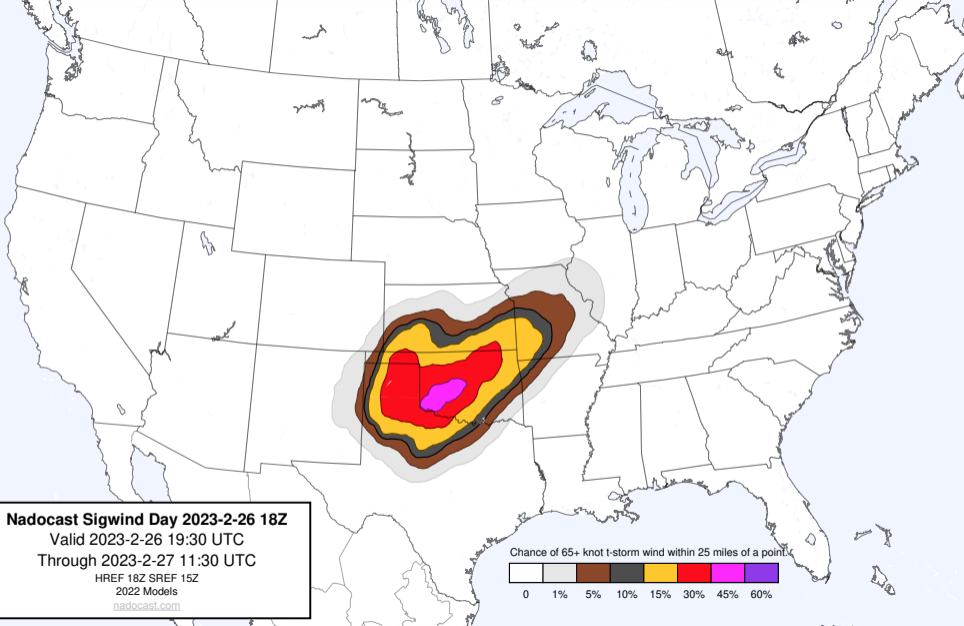 Nadocast Sigwind Day 2023-2-26 18Z
Valid 2023-2-26 19:30 UTC
Through 2023-2-27 11:30 UTC
HREF 18Z SREF 15Z
2022 Models
nadocast.com
Chance of 65+ knot t-storm wind within 25 miles of a point.
0 1% 5% 10% 15% 30% 45% 60%